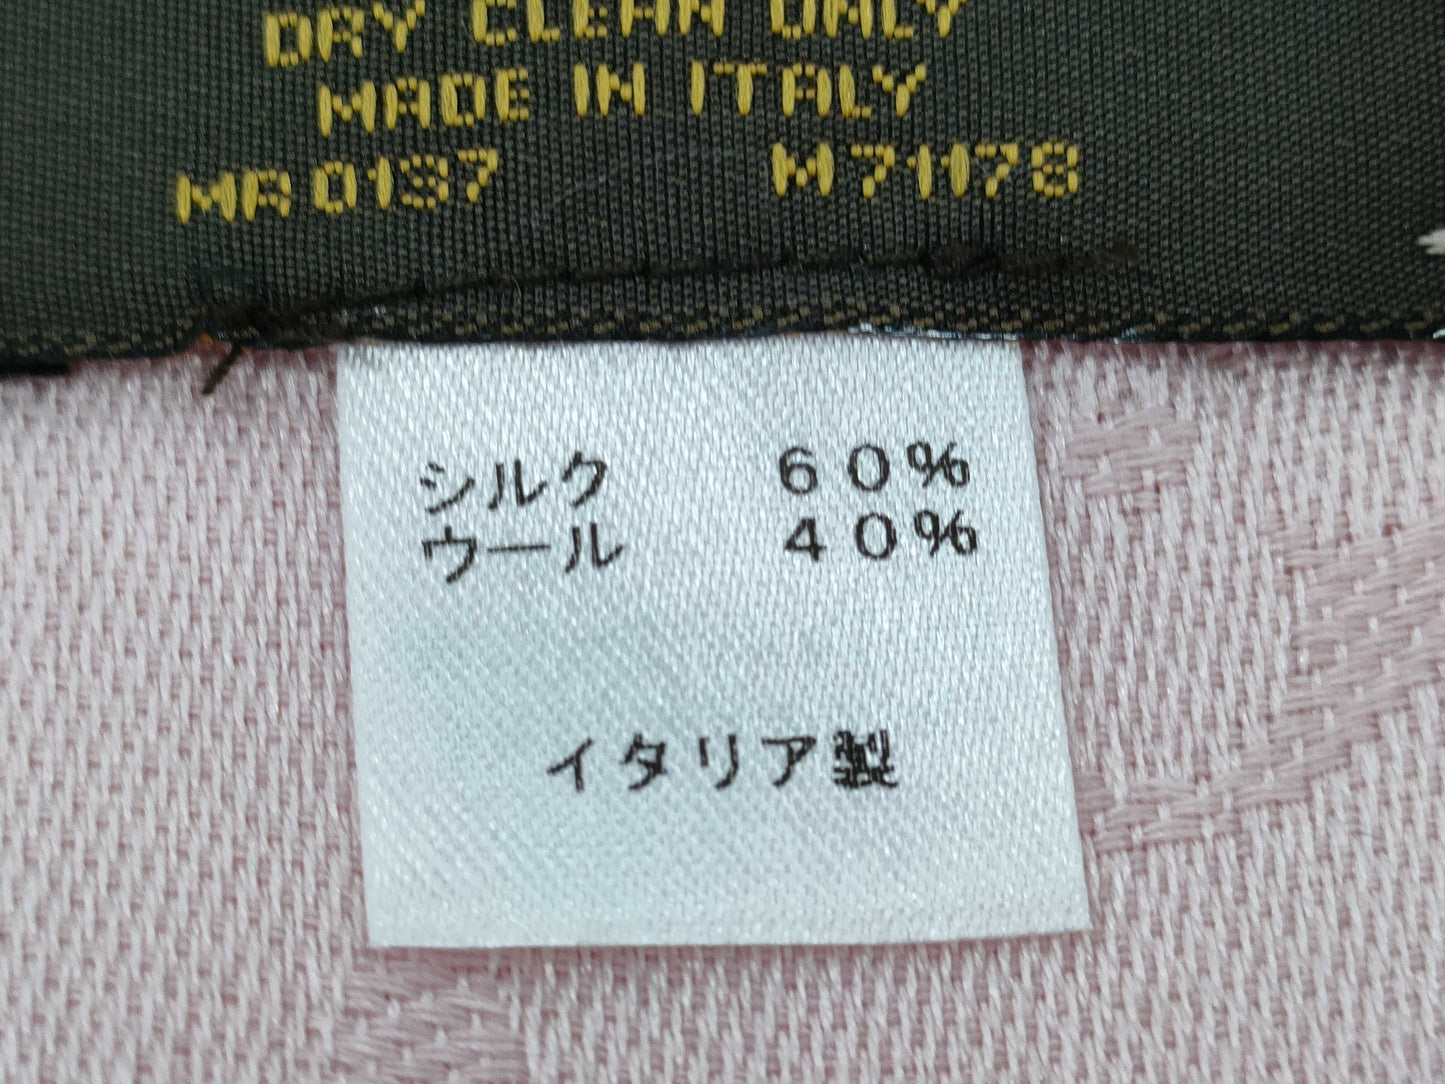 DRY CLEAN ONLY
MADE IN ITALY
MR0197 M71178
シルク 60%
ウール 40%
イタリア製